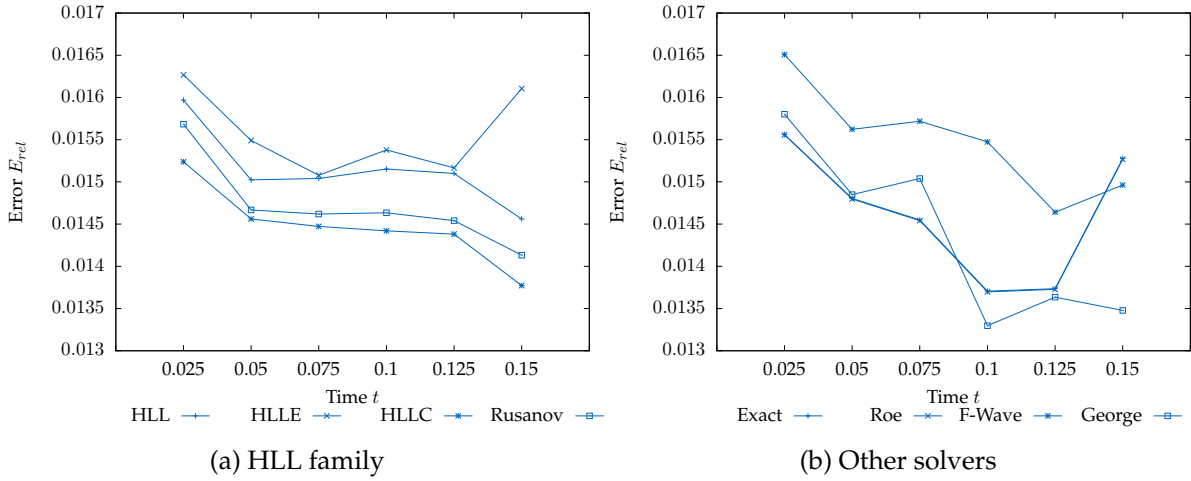 0.017
0.0165
0.016
0.0155
0.015
0.0145
0.014
0.0135
0.013
Error E_rel
0.025 0.05 0.075 0.1 0.125 0.15
Time t
HLL HLLE HLLC Rusanov
(a) HLL family
0.017
0.0165
0.016
0.0155
0.015
0.0145
0.014
0.0135
0.013
Error E_rel
0.025 0.05 0.075 0.1 0.125 0.15
Time t
Exact Roe F-Wave George
(b) Other solvers